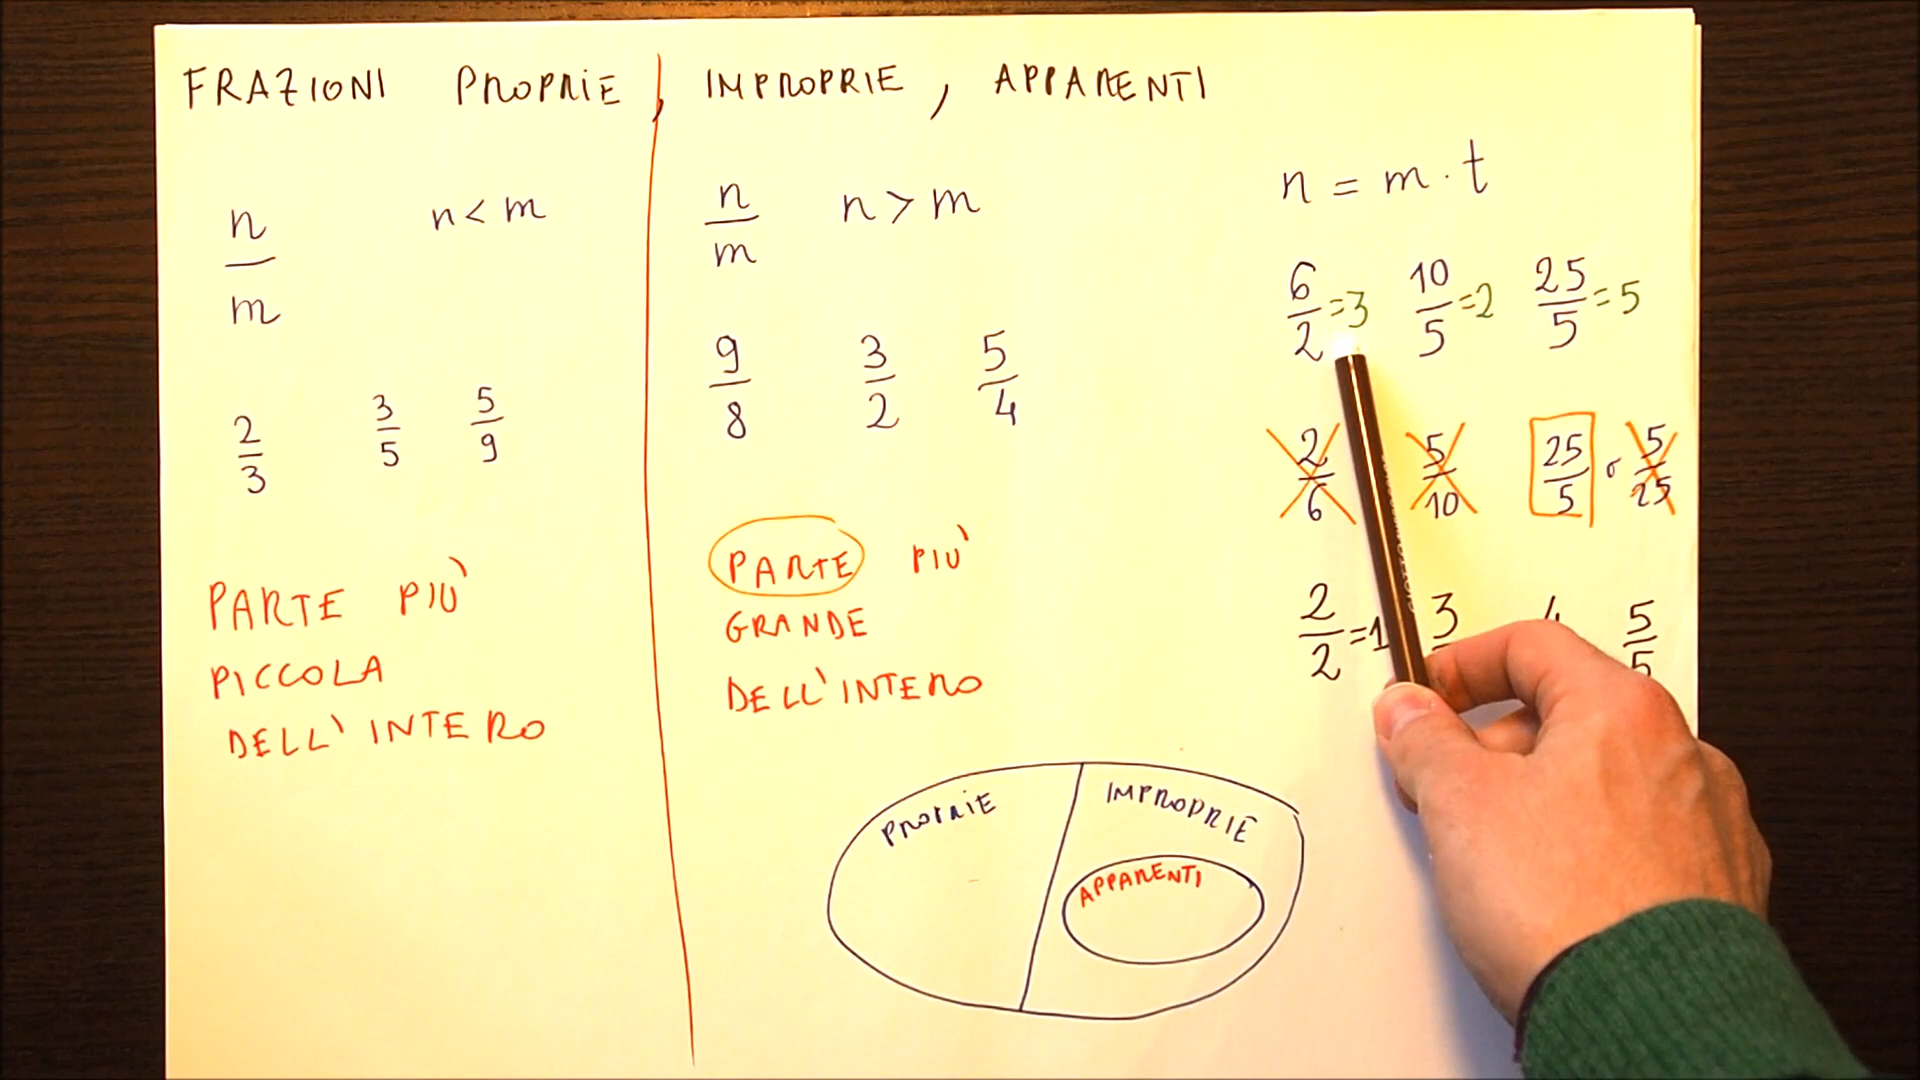 FRAZIONI PROPRIE, IMPROPRIE, APPARENTI
n/m n < m
2/3 3/5 5/9
PARTE PIÙ
PICCOLA
DELL'INTERO
n/m n > m
9/8 3/2 5/4
PARTE PIÙ
GRANDE
DELL'INTERO
n = m · t
6/2 =3 10/5 =2 25/5 = 5
2/6 5/10 25/5 o 5/25
2/2 =1 3 5/5
PROPRIE IMPROPRIE
APPARENTI